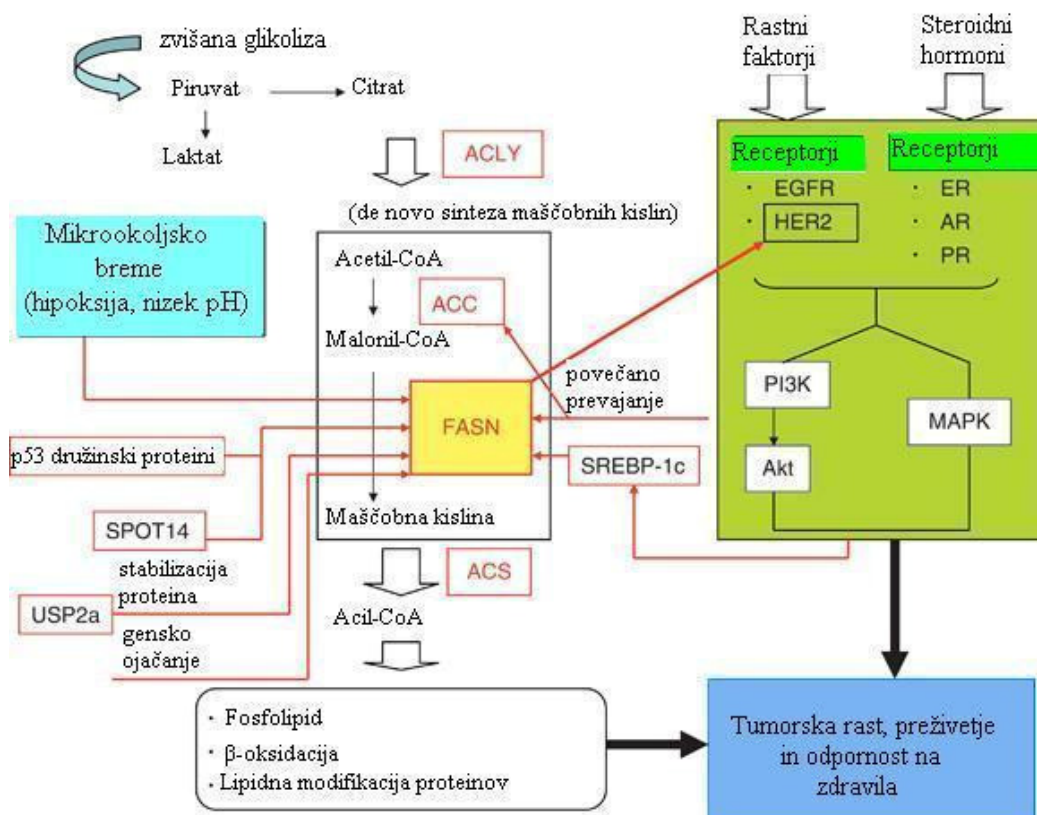 zvišana glikoliza
Piruvat
Citrat
Laktat
ACLY
(de novo sinteza maščobnih kislin)
Rastni
faktorji
Steroidni
hormoni
Receptorji
· EGFR
· HER2
Receptorji
· ER
· AR
· PR
Mikrookoljsko
breme
(hipoksija, nizek pH)
Acetil-CoA
ACC
Malonil-CoA
FASN
povečano
prevajanje
PI3K
MAPK
Akt
p53 družinski proteini
SREBP-1c
SPOT14
Maščobna kislina
stabilizacija
proteina
USP2a
ACS
gensko
ojačanje
Acil-CoA
· Fosfolipid
· β-oksidacija
· Lipidna modifikacija proteinov
Tumorska rast, preživetje
in odpornost na
zdravila